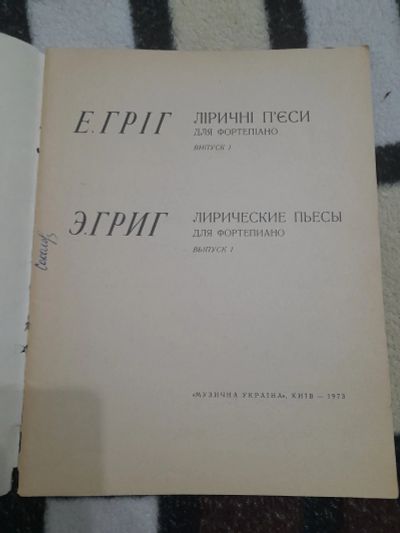 Е.ГРІГ ЛІРИЧНІ П'ЄСИ
ДЛЯ ФОРТЕПІАНО
ВИПУСК 1
Э.ГРИГ ЛИРИЧЕСКИЕ ПЬЕСЫ
ДЛЯ ФОРТЕПИАНО
ВЫПУСК 1
«МУЗИЧНА УКРАЇНА», КИЇВ — 1973